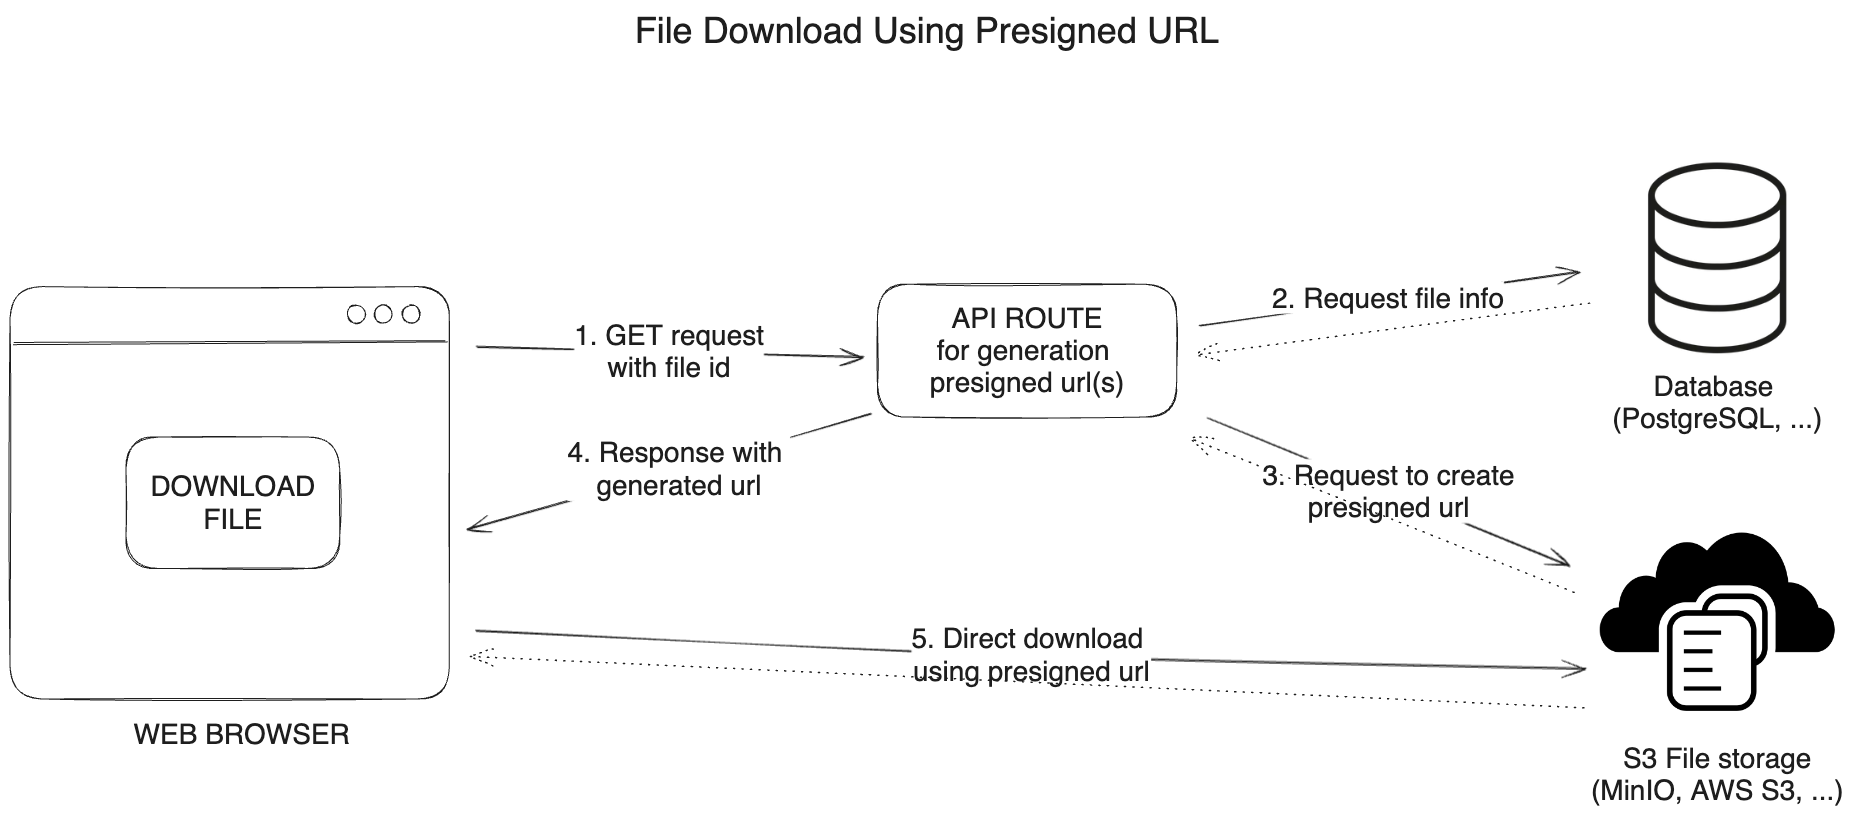 File Download Using Presigned URL
1. GET request
with file id
API ROUTE
for generation
presigned url(s)
2. Request file info
Database
(PostgreSQL, ...)
4. Response with
generated url
3. Request to create
presigned url
DOWNLOAD
FILE
5. Direct download
using presigned url
WEB BROWSER
S3 File storage
(MinIO, AWS S3, ...)